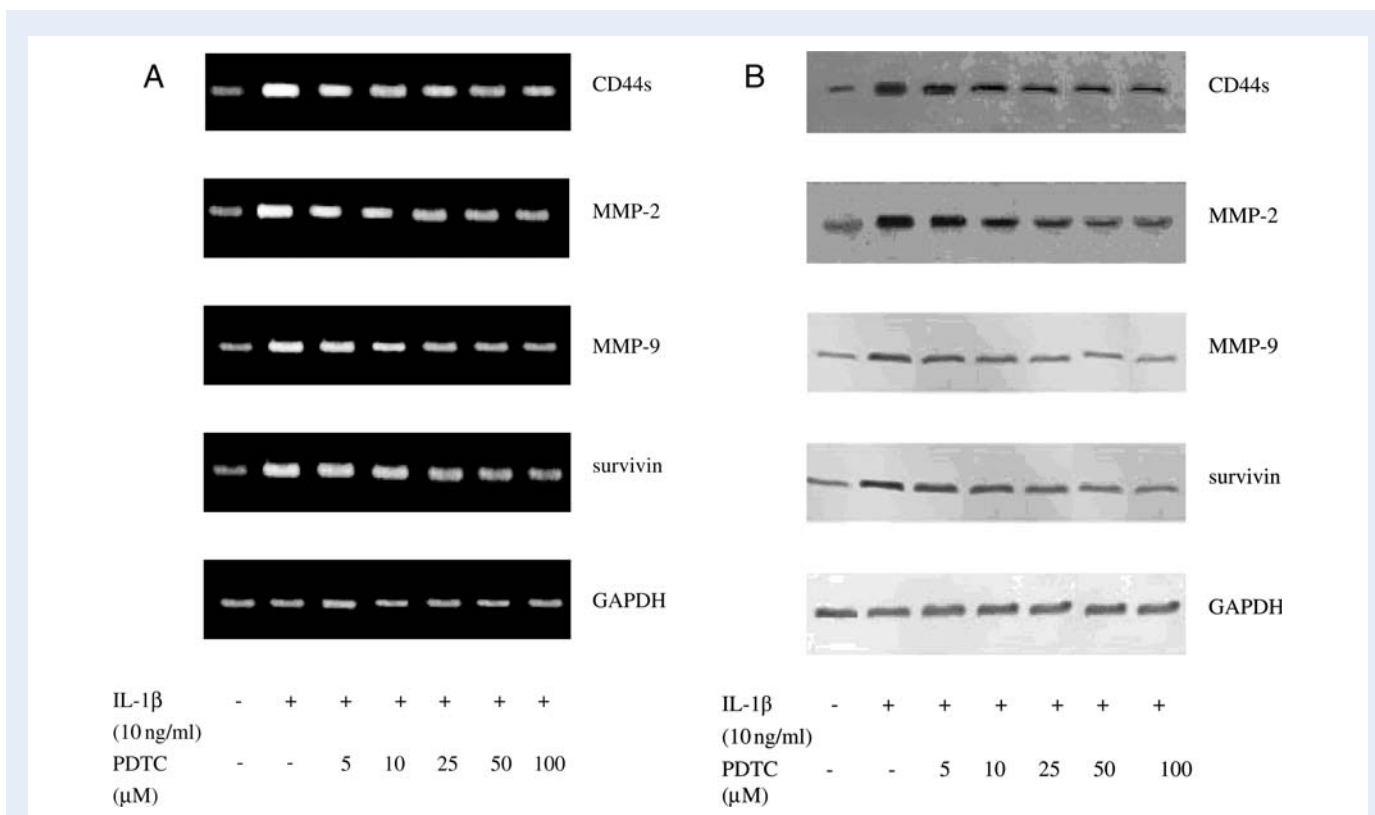 A
CD44s
MMP-2
MMP-9
survivin
GAPDH
IL-1β - + + + + + +
(10 ng/ml)
PDTC - - 5 10 25 50 100
(μM)
B
CD44s
MMP-2
MMP-9
survivin
GAPDH
IL-1β - + + + + + +
(10 ng/ml)
PDTC - - 5 10 25 50 100
(μM)